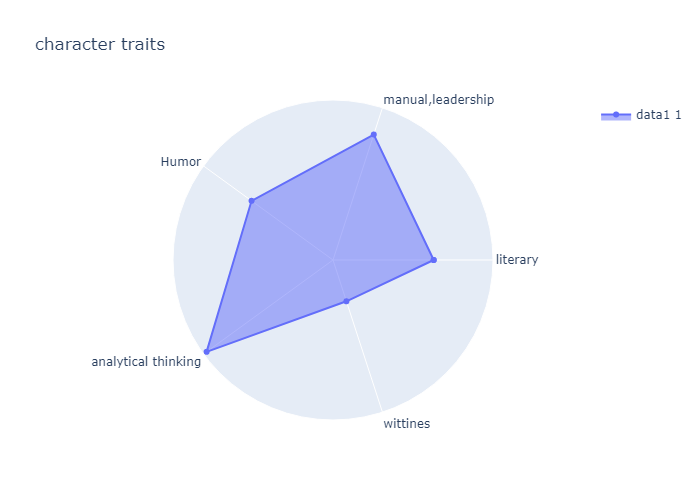 character traits
manual,leadership
data1 1
Humor
literary
analytical thinking
wittines